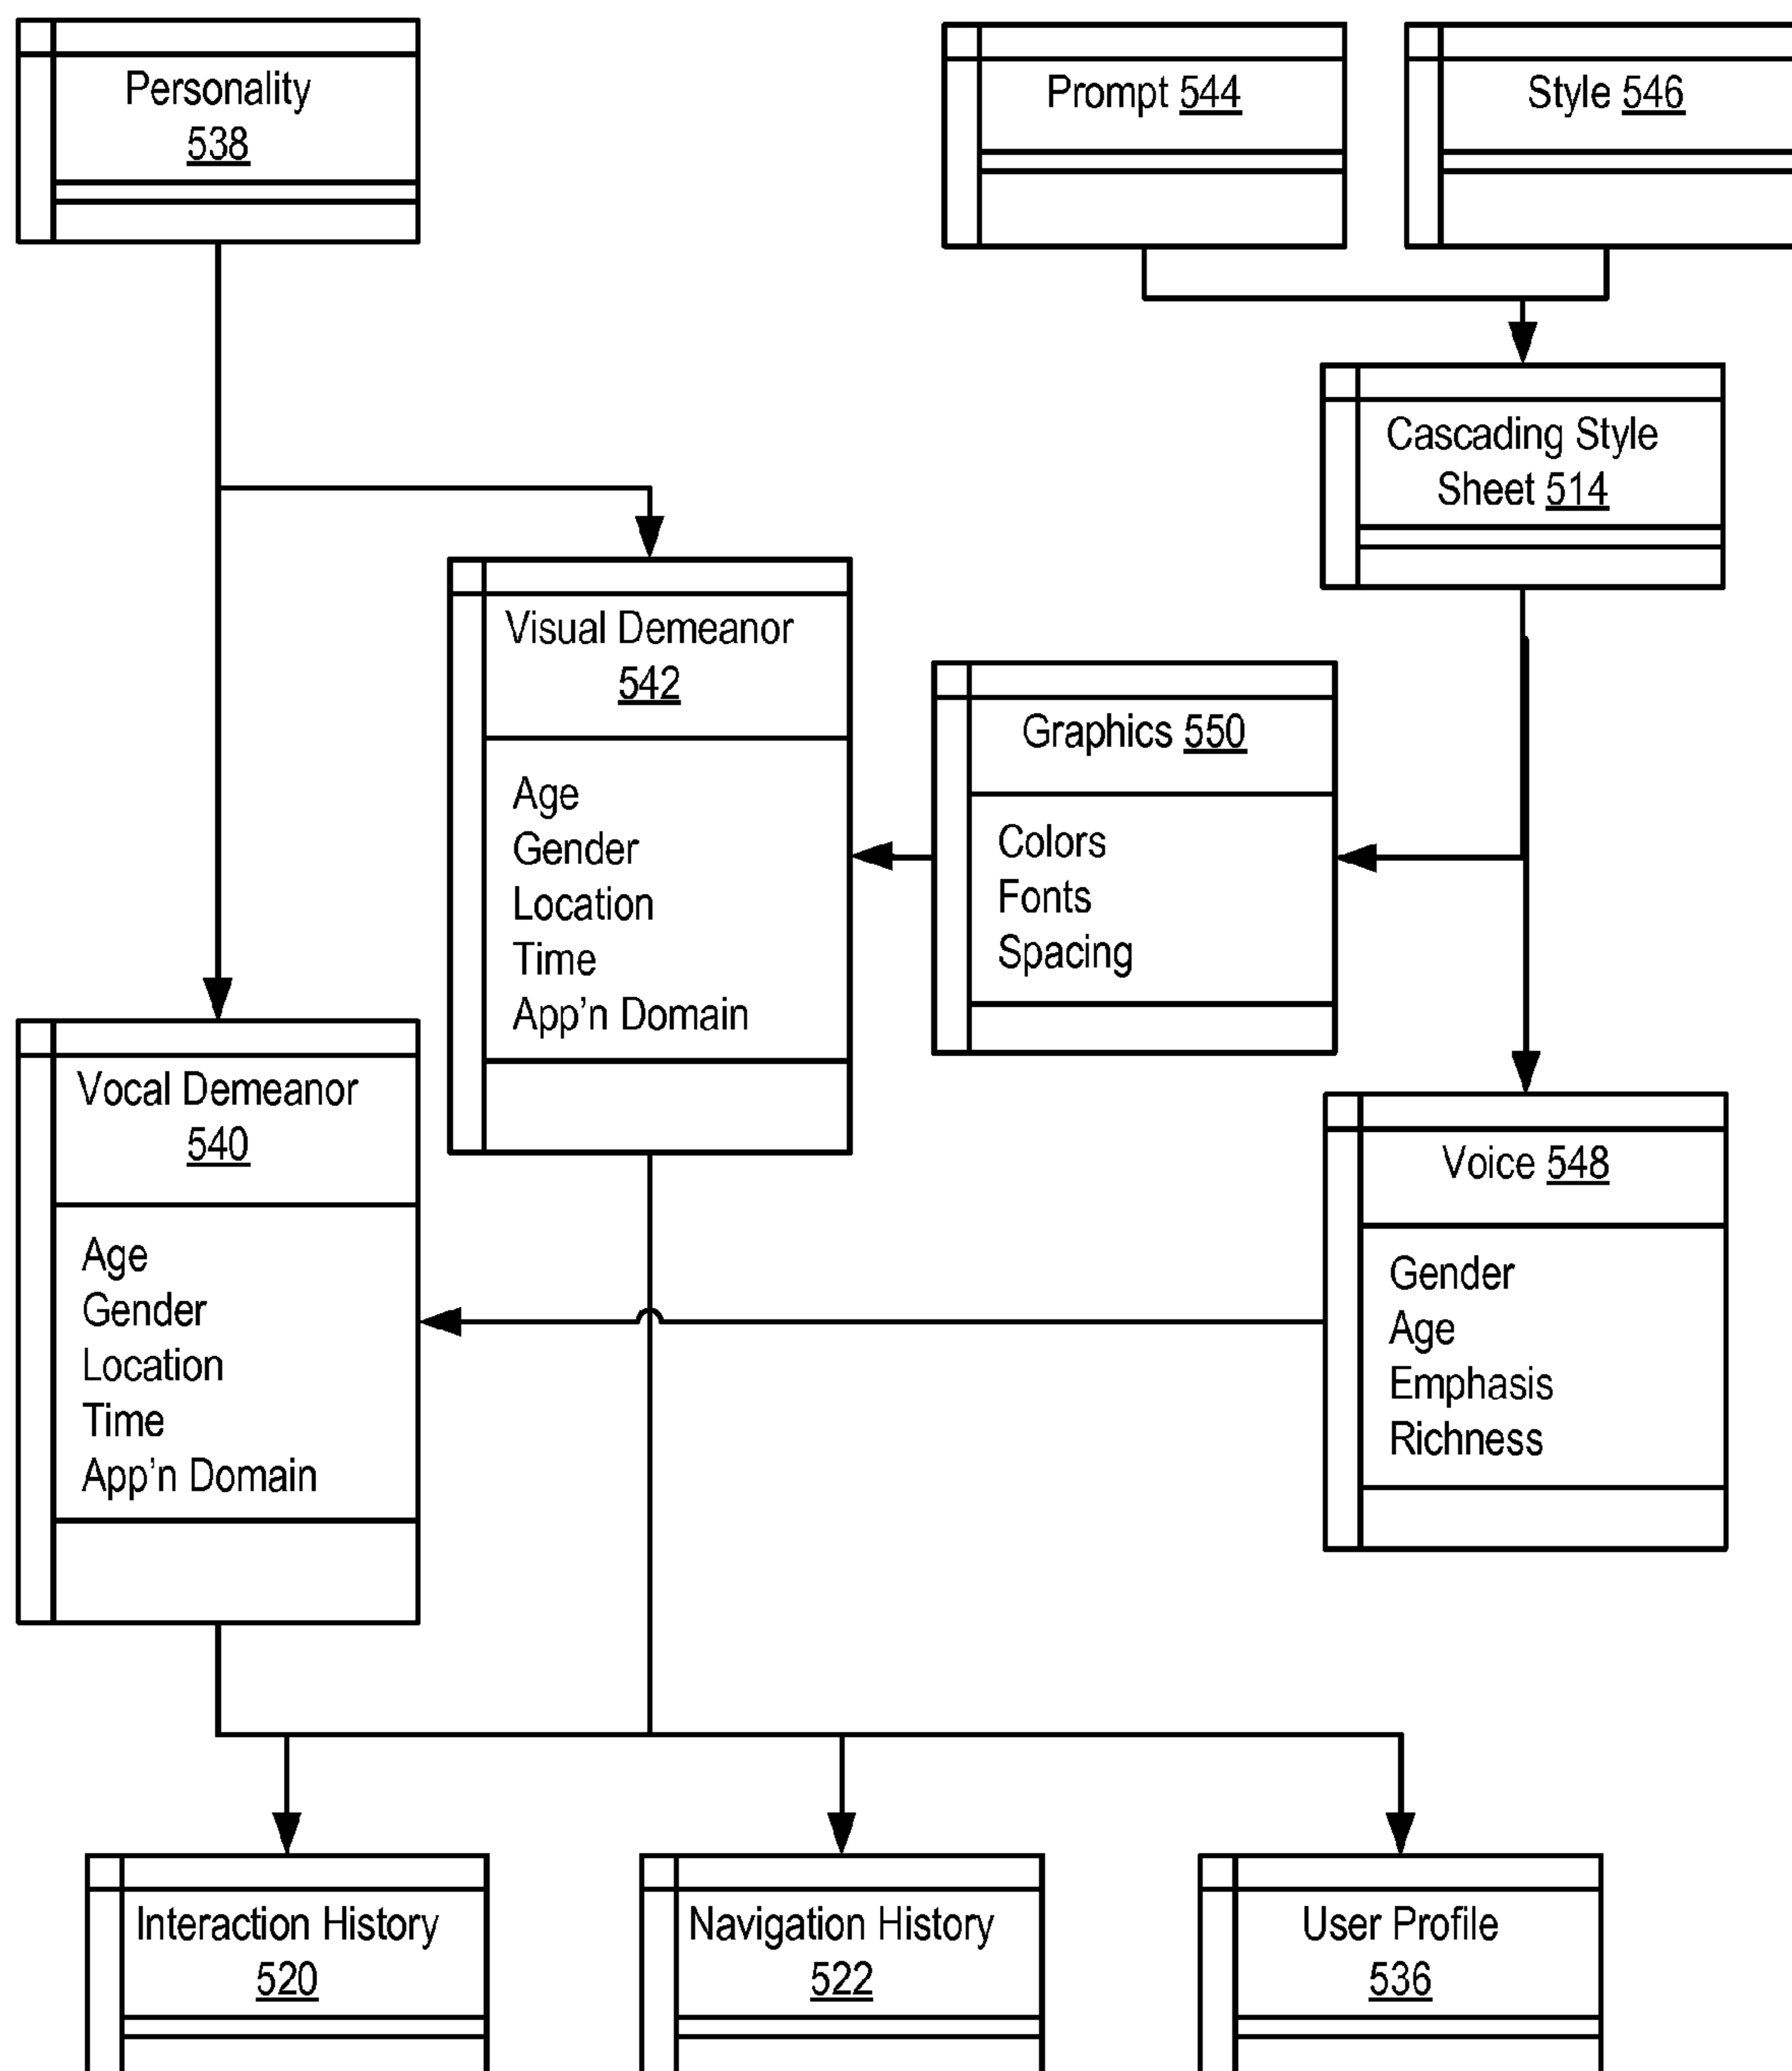 Personality
538
Prompt 544
Style 546
Cascading Style
Sheet 514
Visual Demeanor
542
Age
Gender
Location
Time
App'n Domain
Graphics 550
Colors
Fonts
Spacing
Vocal Demeanor
540
Age
Gender
Location
Time
App'n Domain
Voice 548
Gender
Age
Emphasis
Richness
Interaction History
520
Navigation History
522
User Profile
536